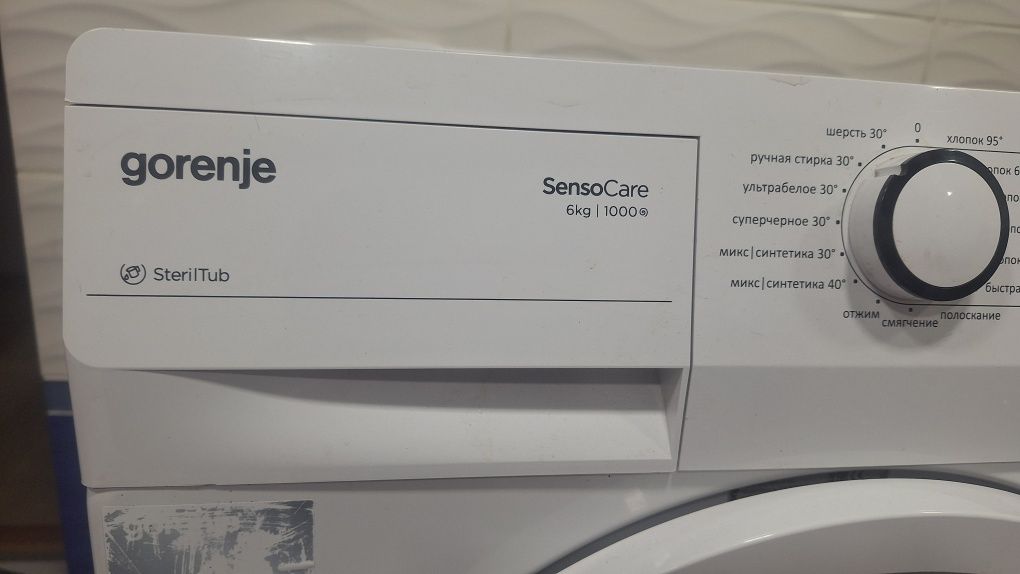 gorenje
SensoCare
6kg | 1000
SterilTub
0
шерсть 30°
хлопок 95°
ручная стирка 30°
ультрабелое 30°
суперчерное 30°
микс|синтетика 30°
микс|синтетика 40°
отжим
смягчение
полоскание